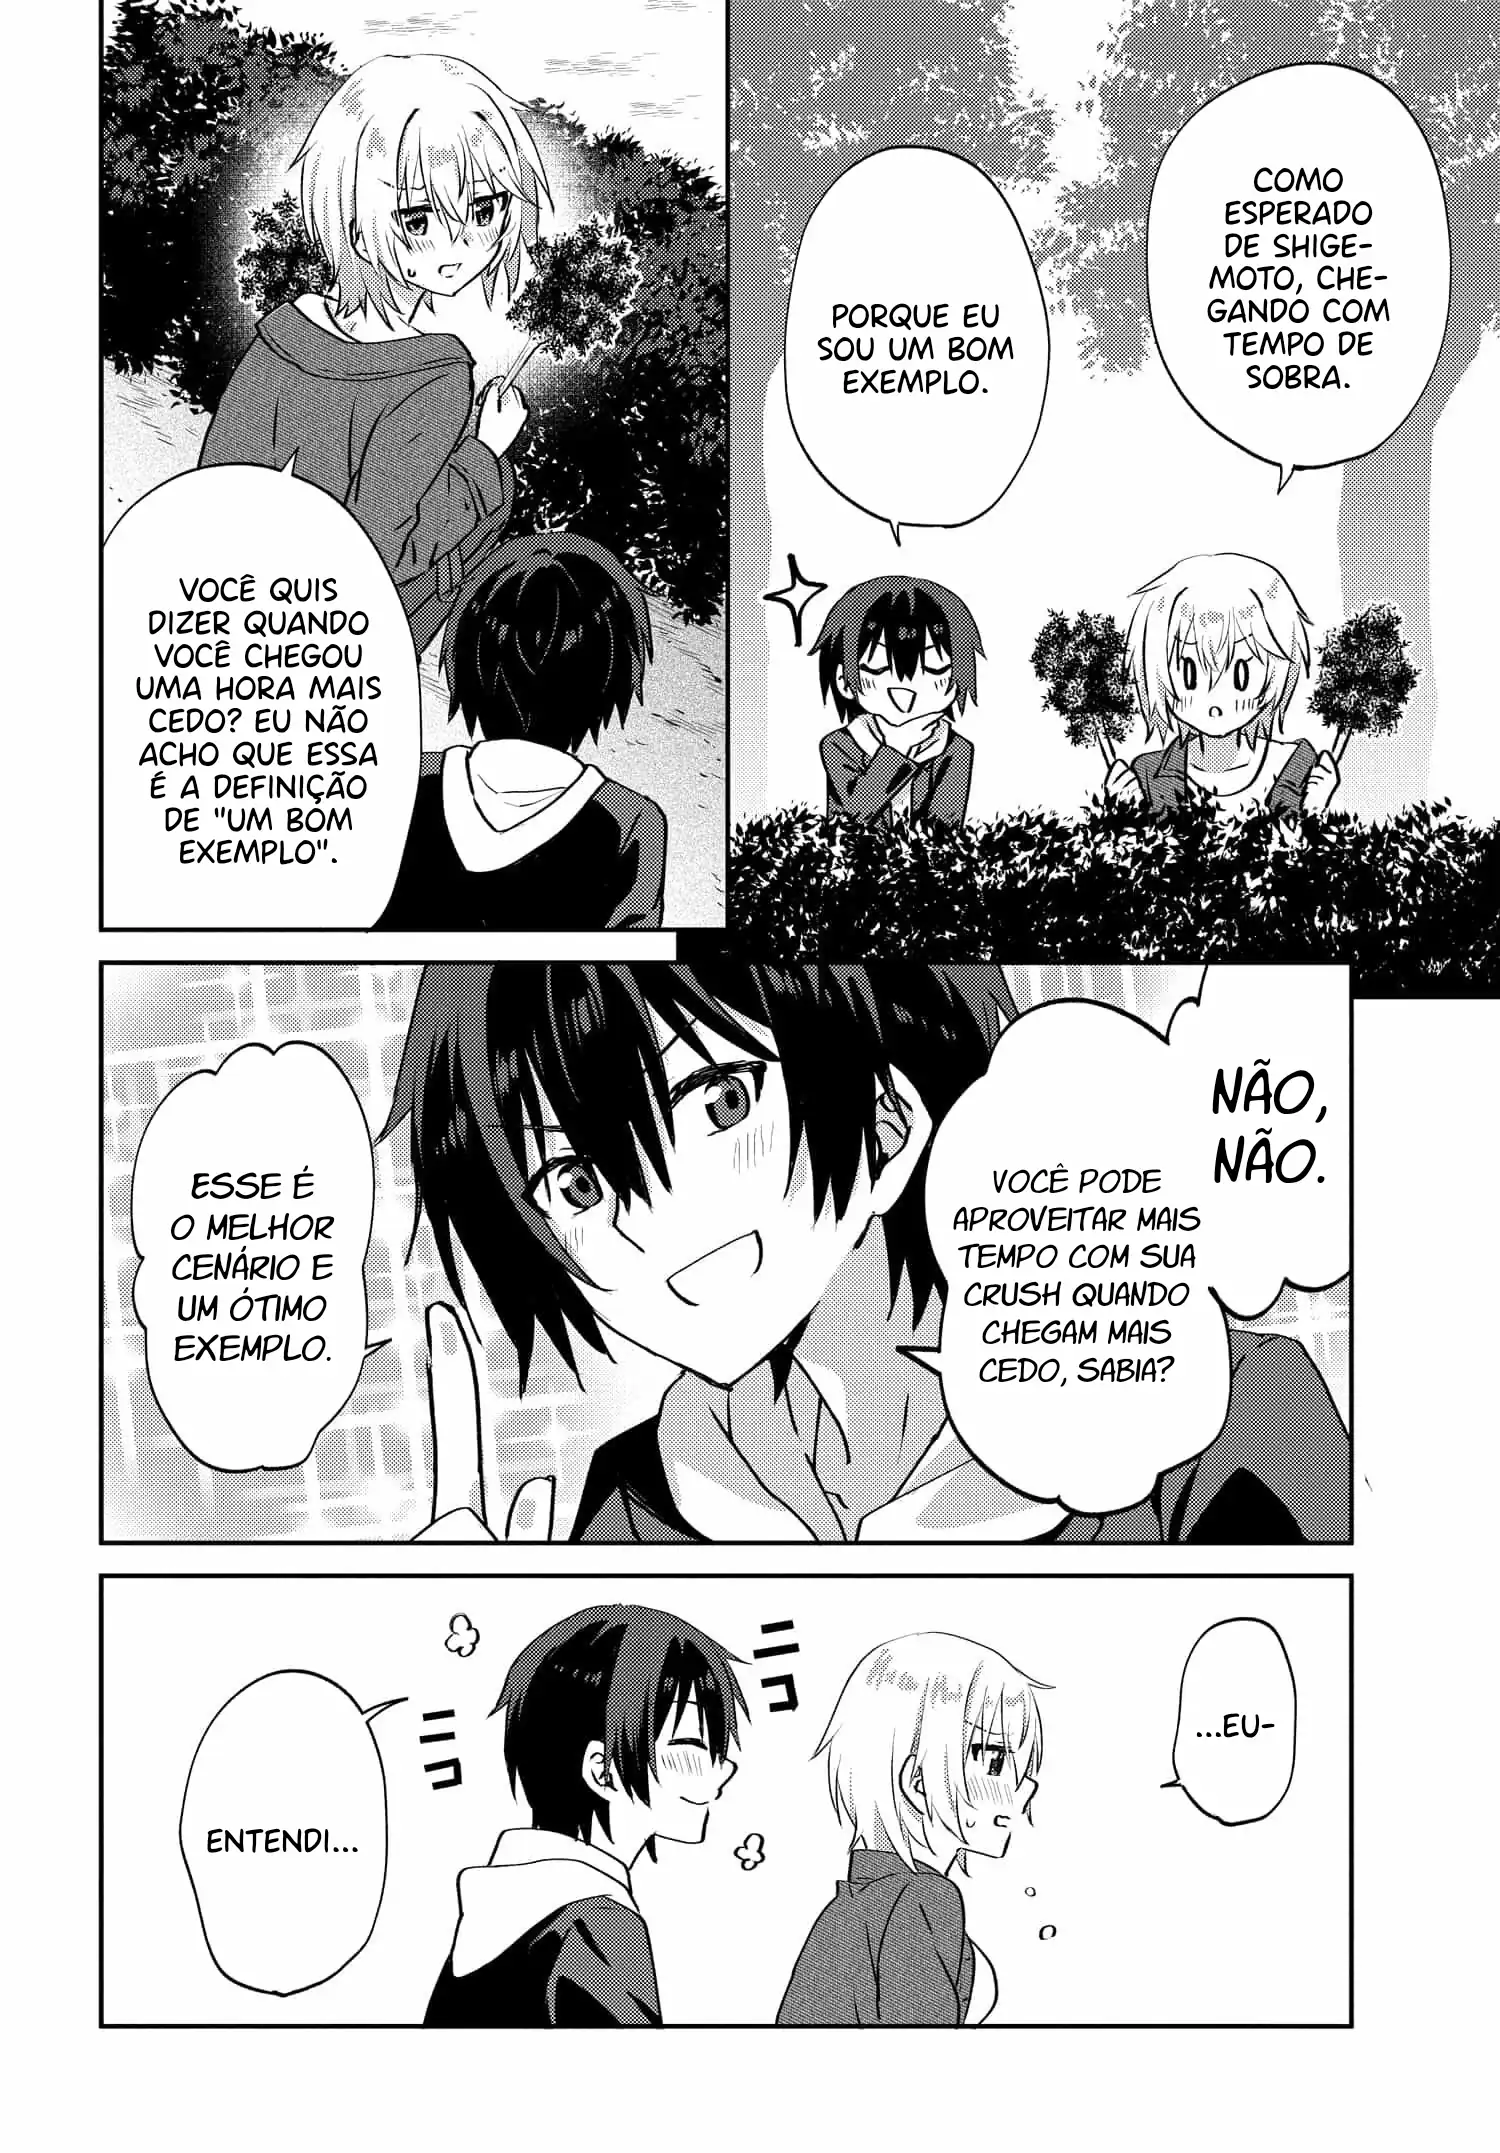 COMO
ESPERADO
DE SHIGE-
MOTO, CHE-
GANDO COM
TEMPO DE
SOBRA.
PORQUE EU
SOU UM BOM
EXEMPLO.
VOCÊ QUIS
DIZER QUANDO
VOCÊ CHEGOU
UMA HORA MAIS
CEDO? EU NÃO
ACHO QUE ESSA
É A DEFINIÇÃO
DE "UM BOM
EXEMPLO".
NÃO,
NÃO.
VOCÊ PODE
APROVEITAR MAIS
TEMPO COM SUA
CRUSH QUANDO
CHEGAM MAIS
CEDO, SABIA?
ESSE É
O MELHOR
CENÁRIO E
UM ÓTIMO
EXEMPLO.
...EU-
ニコ
ニコ
ENTENDI...